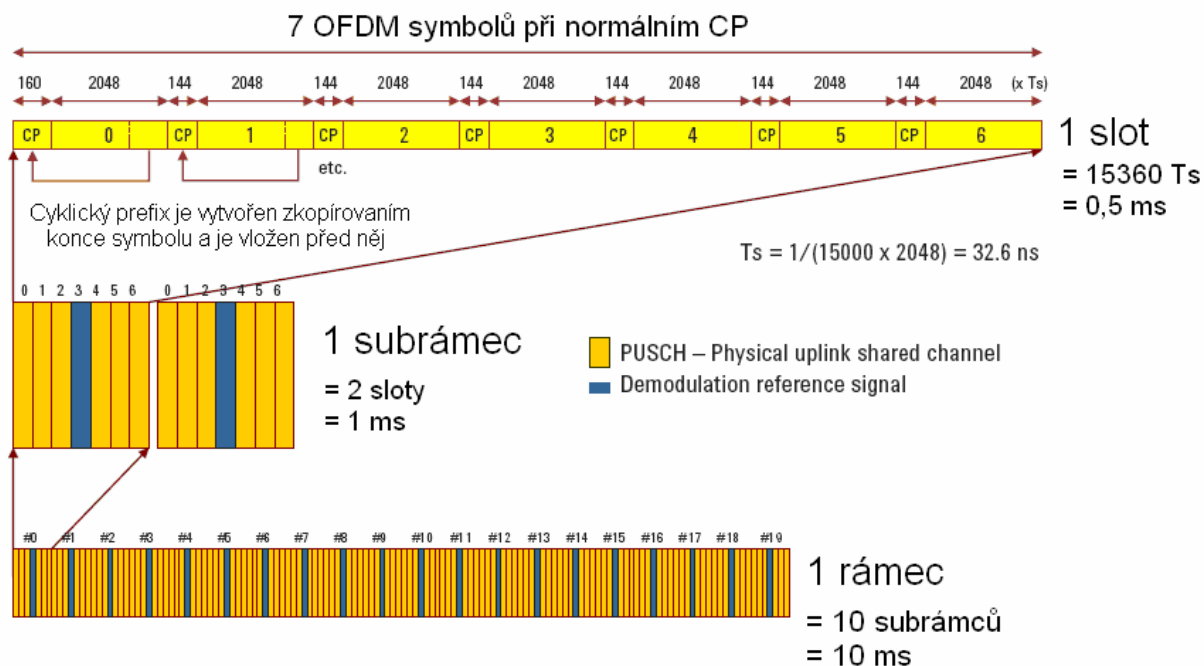 7 OFDM symbolů při normálním CP
160 2048 144 2048 144 2048 144 2048 144 2048 144 2048 144 2048 (x Ts)
CP 0 CP 1 CP 2 CP 3 CP 4 CP 5 CP 6
1 slot
= 15360 Ts
= 0,5 ms
etc.
Cyklický prefix je vytvořen zkopírovaním
konce symbolu a je vložen před něj
Ts = 1/(15000 x 2048) = 32.6 ns
0 1 2 3 4 5 6 0 1 2 3 4 5 6
1 subrámec
= 2 sloty
= 1 ms
PUSCH – Physical uplink shared channel
Demodulation reference signal
#0 #1 #2 #3 #4 #5 #6 #7 #8 #9 #10 #11 #12 #13 #14 #15 #16 #17 #18 #19
1 rámec
= 10 subrámců
= 10 ms